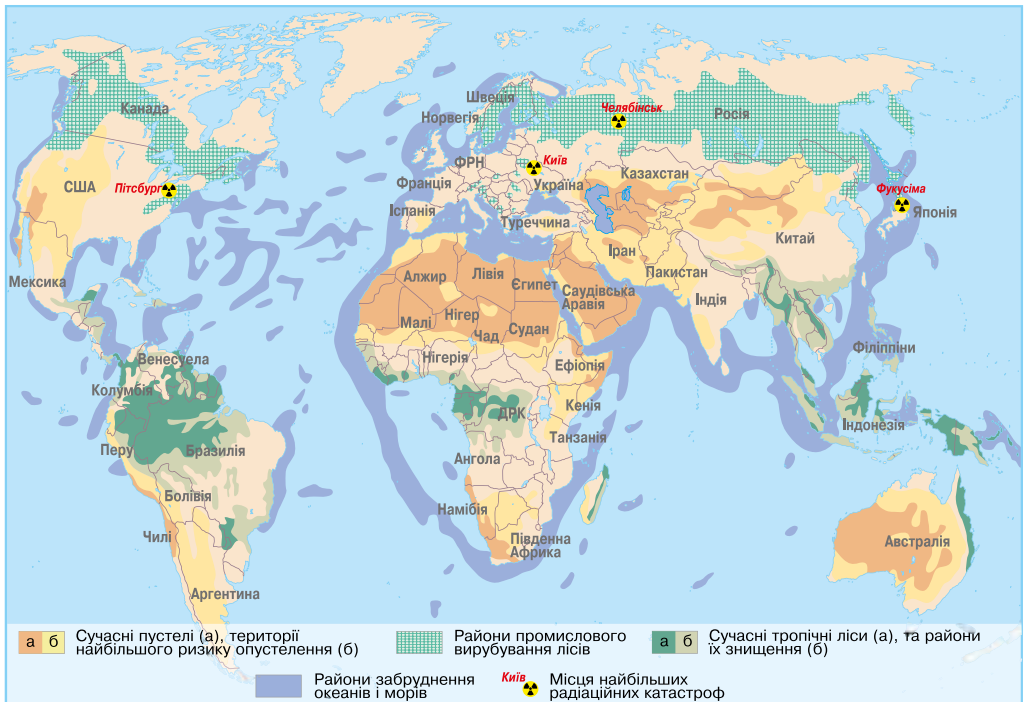 Канада
США
Пітсбург
Мексика
Венесуела
Колумбія
Перу
Бразилія
Болівія
Чилі
Аргентина
Швеція
Норвегія
ФРН
Франція
Іспанія
Київ
Україна
Туреччина
Челябінськ
Росія
Казахстан
Фукусіма
Японія
Китай
Іран
Пакистан
Індія
Алжир
Лівія
Єгипет
Саудівська
Аравія
Малі
Нігер
Чад
Судан
Нігерія
Ефіопія
ДРК
Кенія
Танзанія
Ангола
Намібія
Південна
Африка
Філіппіни
Індонезія
Австралія
а б Сучасні пустелі (а), території
найбільшого ризику опустелення (б)
Райони промислового
вирубування лісів
а б Сучасні тропічні ліси (а), та райони
їх знищення (б)
Райони забруднення
океанів і морів
Київ Місця найбільших
радіаційних катастроф